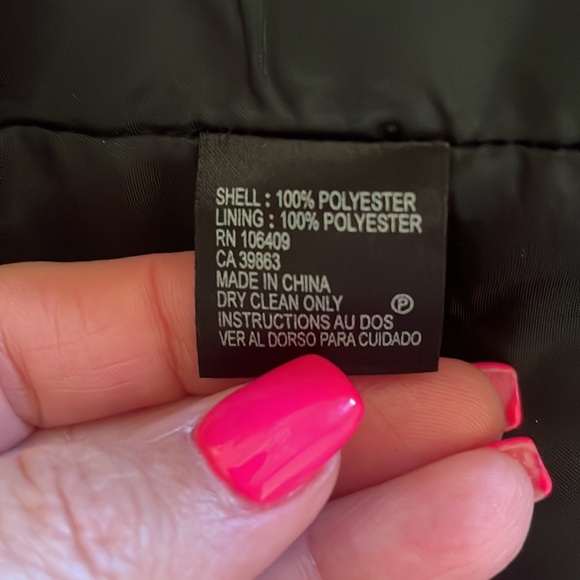 SHELL : 100% POLYESTER
LINING : 100% POLYESTER
RN 106409
CA 39863
MADE IN CHINA
DRY CLEAN ONLY P
INSTRUCTIONS AU DOS
VER AL DORSO PARA CUIDADO